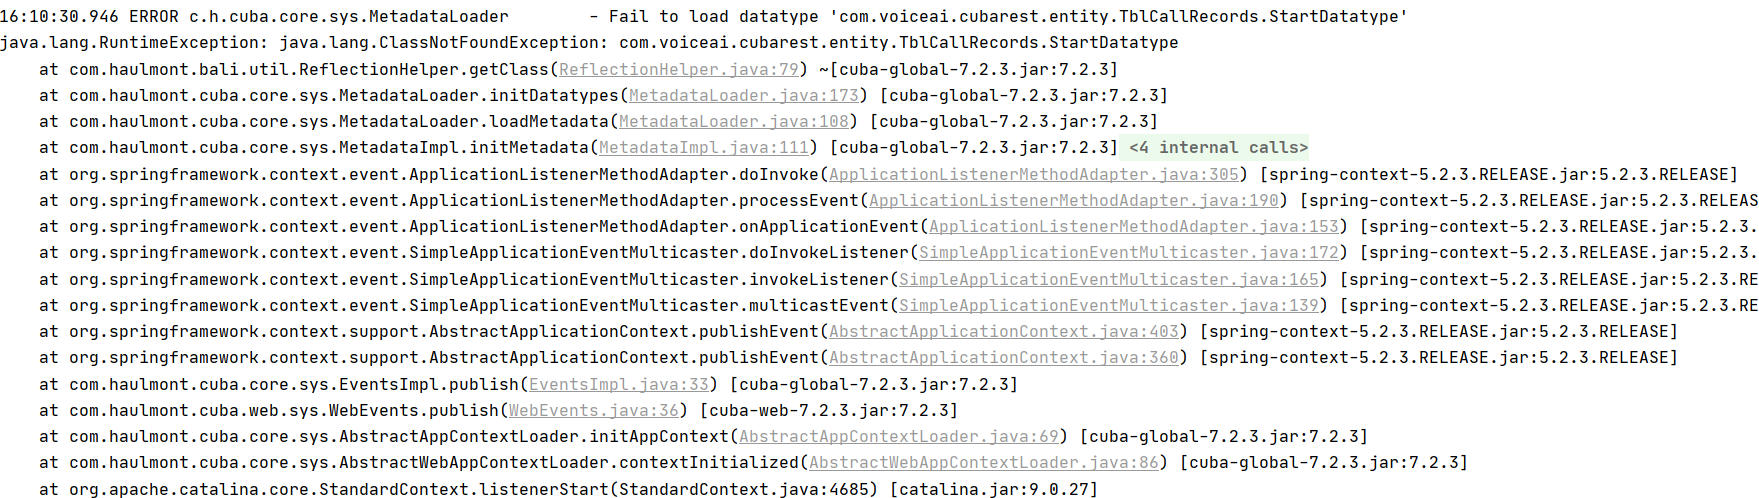 16:10:30.946 ERROR c.h.cuba.core.sys.MetadataLoader        - Fail to load datatype 'com.voiceai.cubarest.entity.TblCallRecords.StartDatatype'
java.lang.RuntimeException: java.lang.ClassNotFoundException: com.voiceai.cubarest.entity.TblCallRecords.StartDatatype
    at com.haulmont.bali.util.ReflectionHelper.getClass(ReflectionHelper.java:79) ~[cuba-global-7.2.3.jar:7.2.3]
    at com.haulmont.cuba.core.sys.MetadataLoader.initDatatypes(MetadataLoader.java:173) [cuba-global-7.2.3.jar:7.2.3]
    at com.haulmont.cuba.core.sys.MetadataLoader.loadMetadata(MetadataLoader.java:108) [cuba-global-7.2.3.jar:7.2.3]
    at com.haulmont.cuba.core.sys.MetadataImpl.initMetadata(MetadataImpl.java:111) [cuba-global-7.2.3.jar:7.2.3] <4 internal calls>
    at org.springframework.context.event.ApplicationListenerMethodAdapter.doInvoke(ApplicationListenerMethodAdapter.java:305) [spring-context-5.2.3.RELEASE.jar:5.2.3.RELEASE]
    at org.springframework.context.event.ApplicationListenerMethodAdapter.processEvent(ApplicationListenerMethodAdapter.java:190) [spring-context-5.2.3.RELEASE.jar:5.2.3.RELEAS
    at org.springframework.context.event.ApplicationListenerMethodAdapter.onApplicationEvent(ApplicationListenerMethodAdapter.java:153) [spring-context-5.2.3.RELEASE.jar:5.2.3.
    at org.springframework.context.event.SimpleApplicationEventMulticaster.doInvokeListener(SimpleApplicationEventMulticaster.java:172) [spring-context-5.2.3.RELEASE.jar:5.2.3.
    at org.springframework.context.event.SimpleApplicationEventMulticaster.invokeListener(SimpleApplicationEventMulticaster.java:165) [spring-context-5.2.3.RELEASE.jar:5.2.3.RE
    at org.springframework.context.event.SimpleApplicationEventMulticaster.multicastEvent(SimpleApplicationEventMulticaster.java:139) [spring-context-5.2.3.RELEASE.jar:5.2.3.RE
    at org.springframework.context.support.AbstractApplicationContext.publishEvent(AbstractApplicationContext.java:403) [spring-context-5.2.3.RELEASE.jar:5.2.3.RELEASE]
    at org.springframework.context.support.AbstractApplicationContext.publishEvent(AbstractApplicationContext.java:360) [spring-context-5.2.3.RELEASE.jar:5.2.3.RELEASE]
    at com.haulmont.cuba.core.sys.EventsImpl.publish(EventsImpl.java:33) [cuba-global-7.2.3.jar:7.2.3]
    at com.haulmont.cuba.web.sys.WebEvents.publish(WebEvents.java:36) [cuba-web-7.2.3.jar:7.2.3]
    at com.haulmont.cuba.core.sys.AbstractAppContextLoader.initAppContext(AbstractAppContextLoader.java:69) [cuba-global-7.2.3.jar:7.2.3]
    at com.haulmont.cuba.core.sys.AbstractWebAppContextLoader.contextInitialized(AbstractWebAppContextLoader.java:86) [cuba-global-7.2.3.jar:7.2.3]
    at org.apache.catalina.core.StandardContext.listenerStart(StandardContext.java:4685) [catalina.jar:9.0.27]